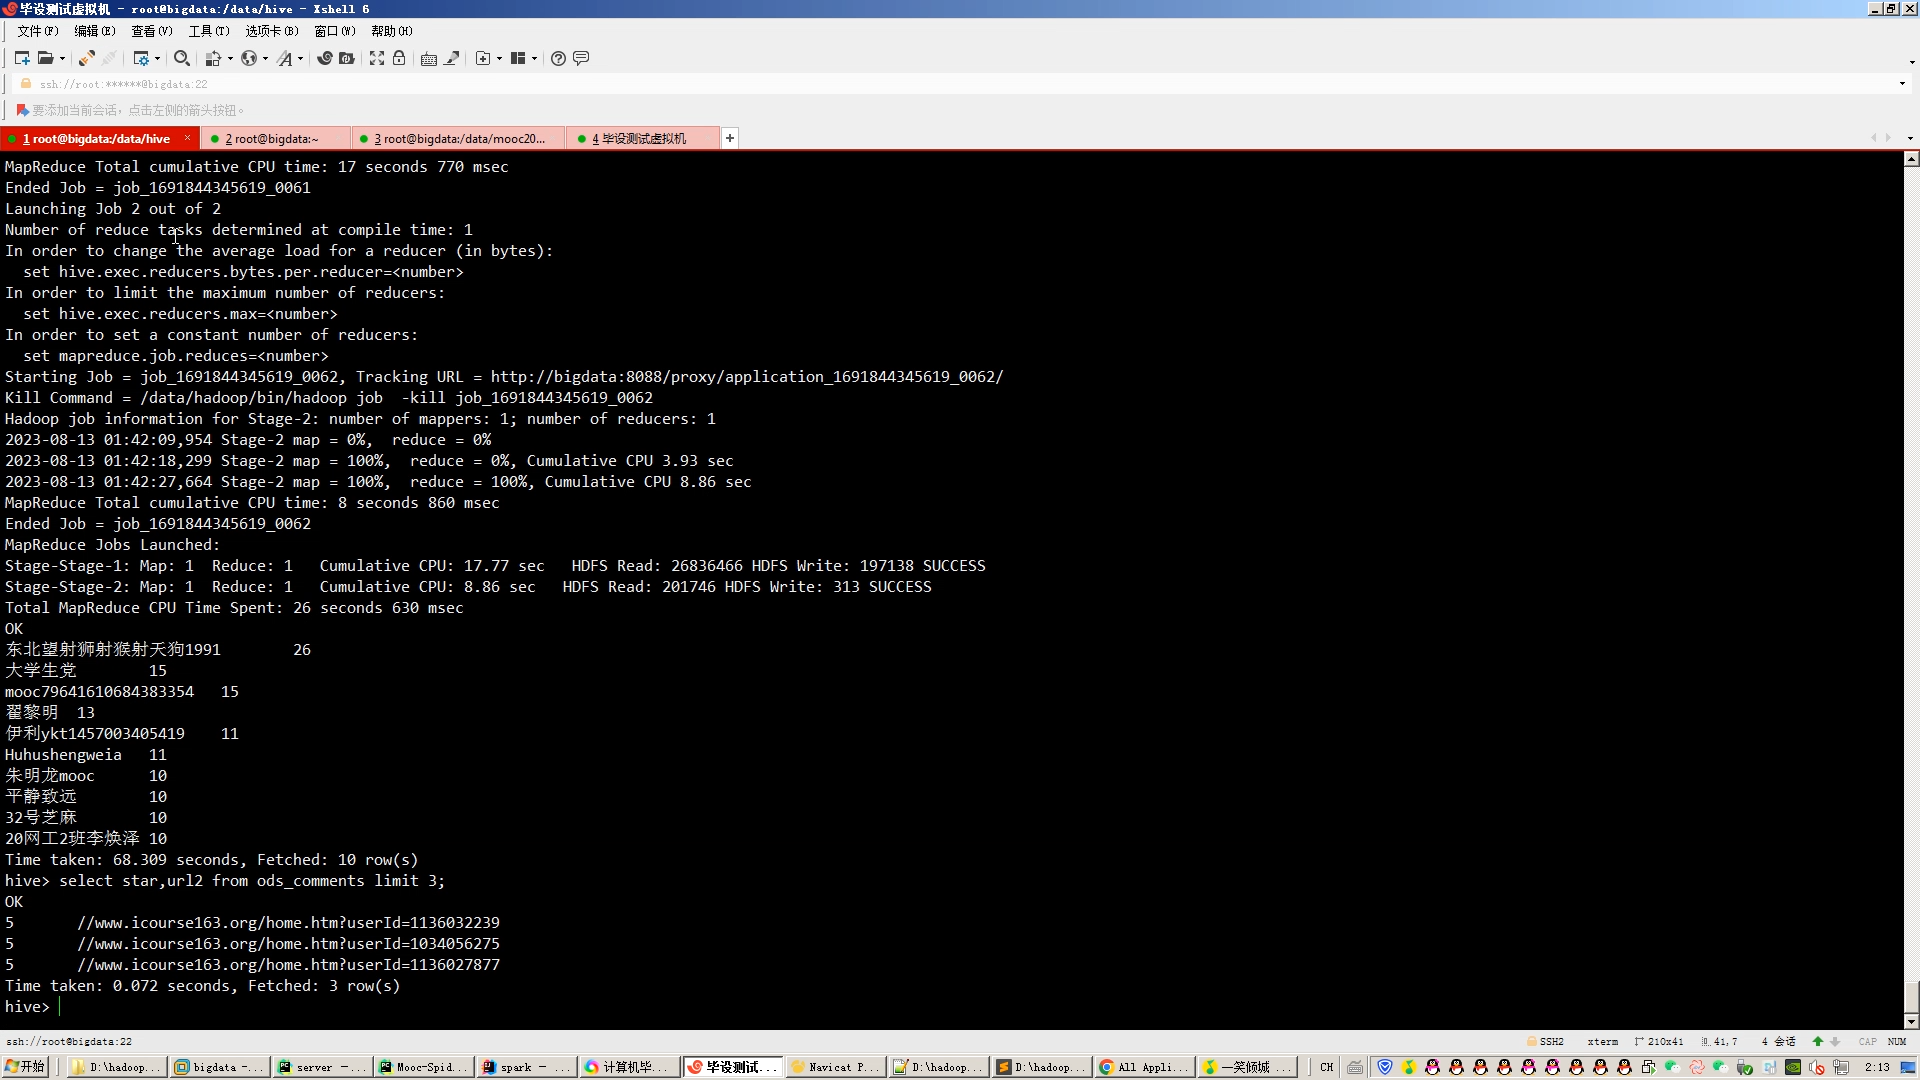 毕设测试虚拟机 - root@bigdata:/data/hive - Xshell 6
文件(F) 编辑(E) 查看(V) 工具(T) 选项卡(B) 窗口(W) 帮助(H)
ssh://root:******@bigdata:22
要添加当前会话，点击左侧的箭头按钮。
1 root@bigdata:/data/hive × 2 root@bigdata:~ 3 root@bigdata:/data/mooc20... 4 毕设测试虚拟机 +
MapReduce Total cumulative CPU time: 17 seconds 770 msec
Ended Job = job_1691844345619_0061
Launching Job 2 out of 2
Number of reduce tasks determined at compile time: 1
In order to change the average load for a reducer (in bytes):
  set hive.exec.reducers.bytes.per.reducer=<number>
In order to limit the maximum number of reducers:
  set hive.exec.reducers.max=<number>
In order to set a constant number of reducers:
  set mapreduce.job.reduces=<number>
Starting Job = job_1691844345619_0062, Tracking URL = http://bigdata:8088/proxy/application_1691844345619_0062/
Kill Command = /data/hadoop/bin/hadoop job  -kill job_1691844345619_0062
Hadoop job information for Stage-2: number of mappers: 1; number of reducers: 1
2023-08-13 01:42:09,954 Stage-2 map = 0%,  reduce = 0%
2023-08-13 01:42:18,299 Stage-2 map = 100%,  reduce = 0%, Cumulative CPU 3.93 sec
2023-08-13 01:42:27,664 Stage-2 map = 100%,  reduce = 100%, Cumulative CPU 8.86 sec
MapReduce Total cumulative CPU time: 8 seconds 860 msec
Ended Job = job_1691844345619_0062
MapReduce Jobs Launched:
Stage-Stage-1: Map: 1  Reduce: 1   Cumulative CPU: 17.77 sec   HDFS Read: 26836466 HDFS Write: 197138 SUCCESS
Stage-Stage-2: Map: 1  Reduce: 1   Cumulative CPU: 8.86 sec   HDFS Read: 201746 HDFS Write: 313 SUCCESS
Total MapReduce CPU Time Spent: 26 seconds 630 msec
OK
东北望射狮射猴射天狗1991	26
大学生党	15
mooc79641610684383354	15
翟黎明	13
伊利ykt1457003405419	11
Huhushengweia	11
朱明龙mooc	10
平静致远	10
32号芝麻	10
20网工2班李焕泽	10
Time taken: 68.309 seconds, Fetched: 10 row(s)
hive> select star,url2 from ods_comments limit 3;
OK
5	//www.icourse163.org/home.htm?userId=1136032239
5	//www.icourse163.org/home.htm?userId=1034056275
5	//www.icourse163.org/home.htm?userId=1136027877
Time taken: 0.072 seconds, Fetched: 3 row(s)
hive>
ssh://root@bigdata:22 SSH2 xterm 210x41 41,7 4 会话 CAP NUM
开始 D:\hadoop... bigdata -... server —... Mooc-Spid... spark — ... 计算机毕... 毕设测试... Navicat P... D:\hadoop... D:\hadoop... All Appli... 一笑倾城 ... CH 2:13